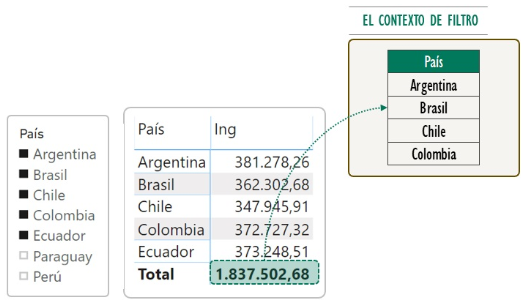 EL CONTEXTO DE FILTRO
País
Argentina
Brasil
Chile
Colombia
País
Argentina
Brasil
Chile
Colombia
Ecuador
Paraguay
Perú
País Ing
Argentina 381.278,26
Brasil 362.302,68
Chile 347.945,91
Colombia 372.727,32
Ecuador 373.248,51
Total 1.837.502,68